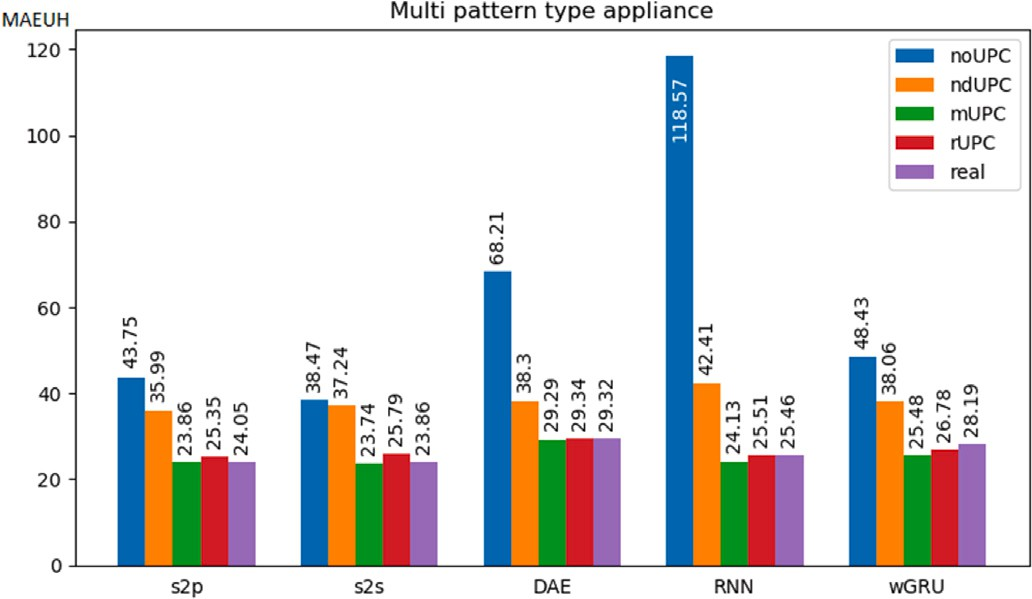 Multi pattern type appliance
MAEUH
120
100
80
60
40
20
0
noUPC
ndUPC
mUPC
rUPC
real
43.75
35.99
23.86
25.35
24.05
38.47
37.24
23.74
25.79
23.86
68.21
38.3
29.29
29.34
29.32
118.57
42.41
24.13
25.51
25.46
48.43
38.06
25.48
26.78
28.19
s2p
s2s
DAE
RNN
wGRU